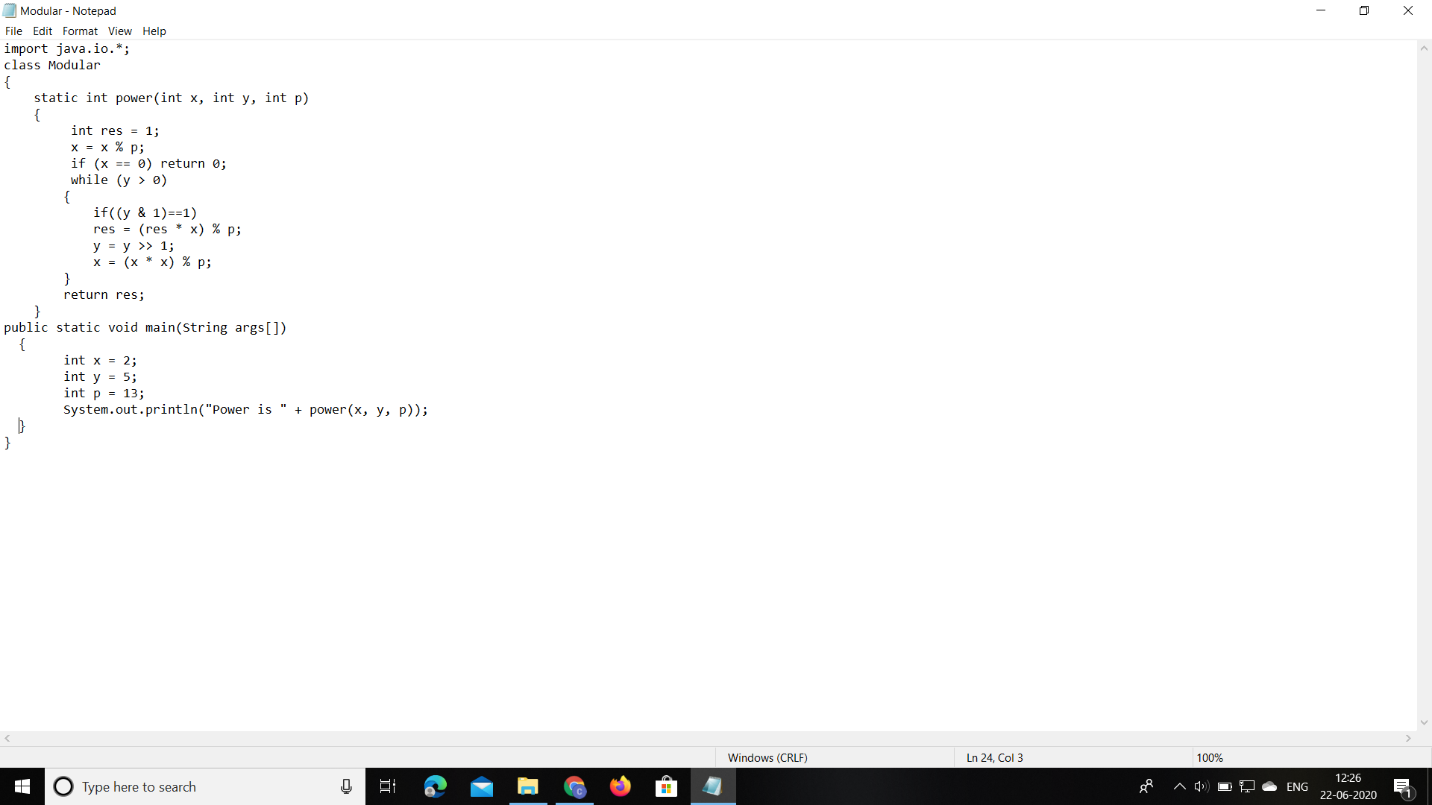 Modular - Notepad
File Edit Format View Help
import java.io.*;
class Modular
{
    static int power(int x, int y, int p)
    {
         int res = 1;
         x = x % p;
         if (x == 0) return 0;
         while (y > 0)
        {
            if((y & 1)==1)
            res = (res * x) % p;
            y = y >> 1;
            x = (x * x) % p;
        }
        return res;
    }
public static void main(String args[])
  {
        int x = 2;
        int y = 5;
        int p = 13;
        System.out.println("Power is " + power(x, y, p));
  }
}
Windows (CRLF) Ln 24, Col 3 100%
Type here to search
ENG
12:26
22-06-2020
1
C